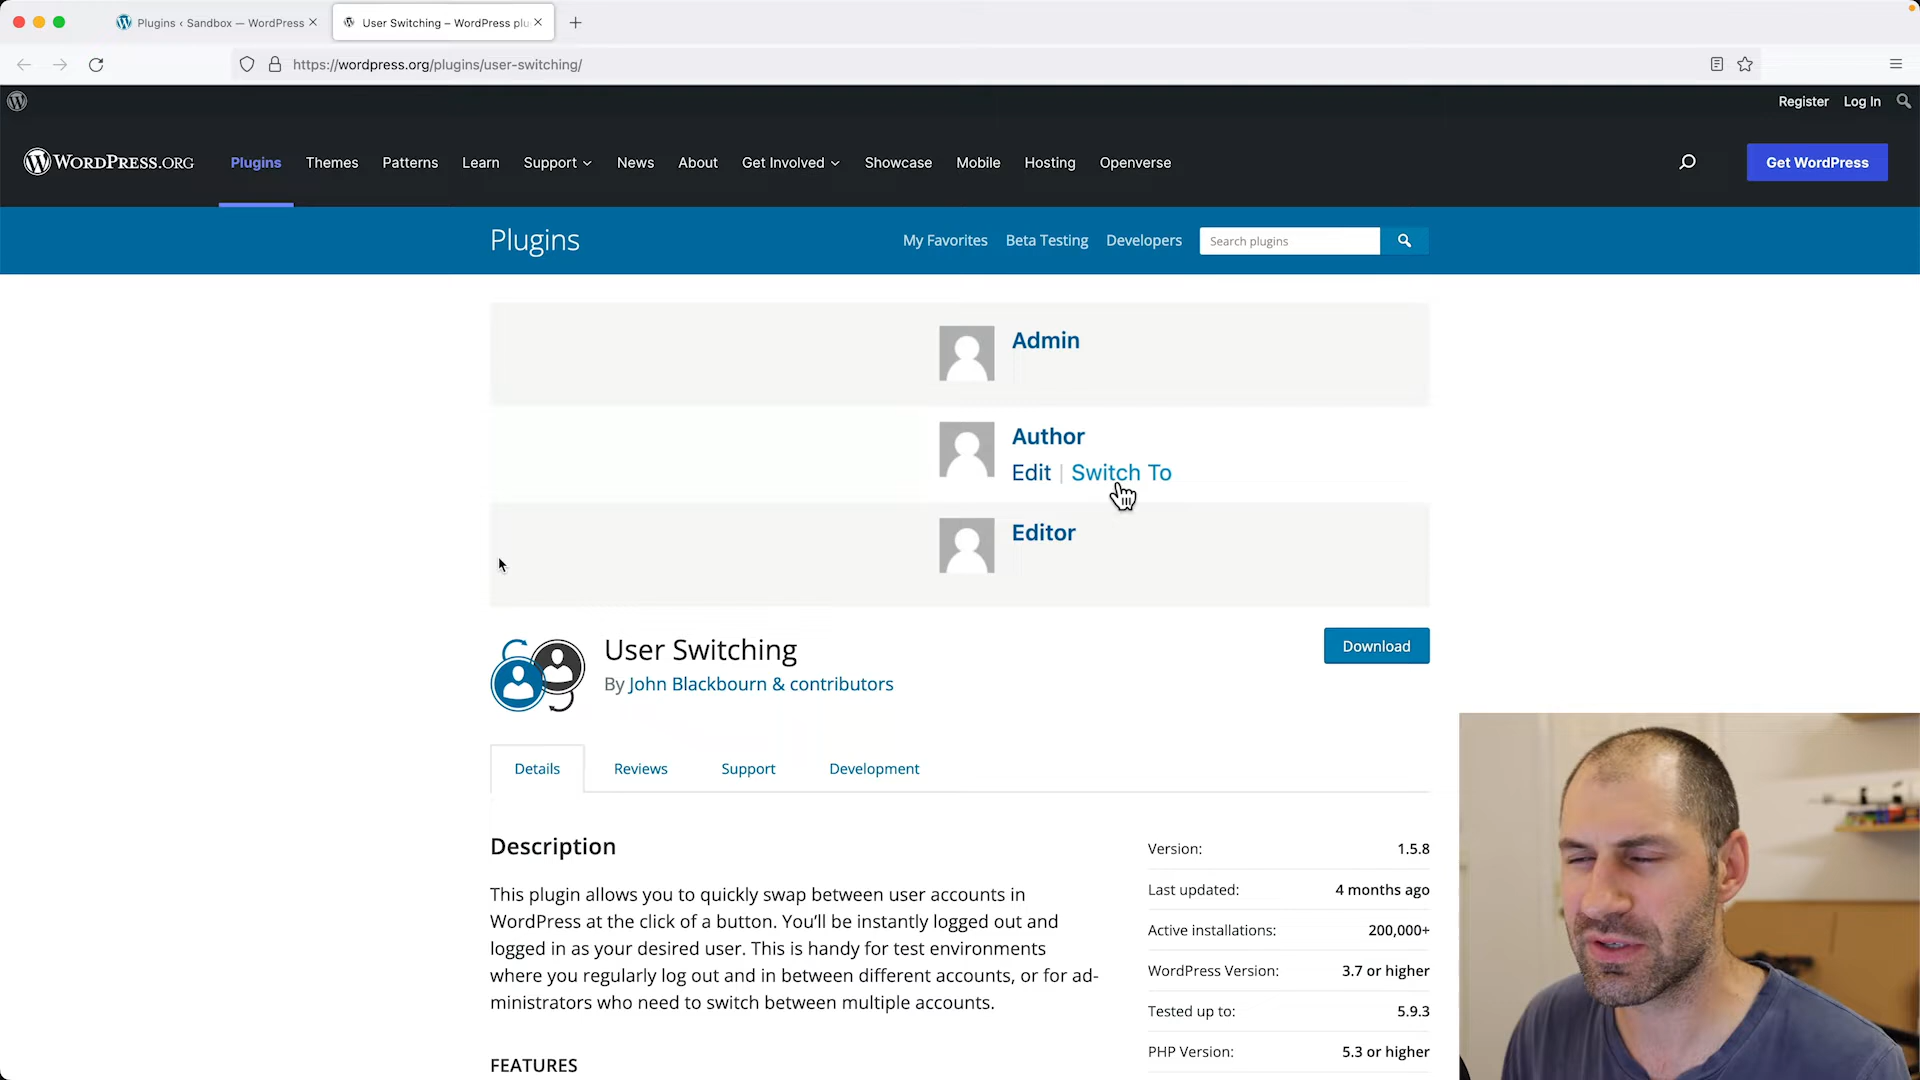 Plugins ‹ Sandbox — WordPress
User Switching – WordPress plu
https://wordpress.org/plugins/user-switching/
Register Log In
WORDPRESS.ORG Plugins Themes Patterns Learn Support News About Get Involved Showcase Mobile Hosting Openverse Get WordPress
Plugins My Favorites Beta Testing Developers Search plugins
Admin
Author
Edit | Switch To
Editor
User Switching
By John Blackbourn & contributors
Download
Details Reviews Support Development
Description
This plugin allows you to quickly swap between user accounts in
WordPress at the click of a button. You’ll be instantly logged out and
logged in as your desired user. This is handy for test environments
where you regularly log out and in between different accounts, or for ad-
ministrators who need to switch between multiple accounts.
FEATURES
Version: 1.5.8
Last updated: 4 months ago
Active installations: 200,000+
WordPress Version: 3.7 or higher
Tested up to: 5.9.3
PHP Version: 5.3 or higher